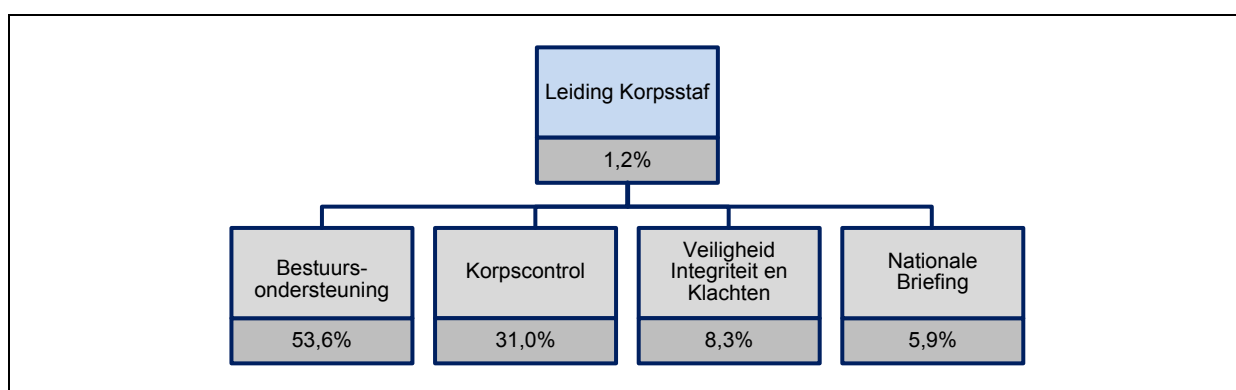 Leiding Korpsstaf
1,2%
Bestuurs-
ondersteuning
53,6%
Korpscontrol
31,0%
Veiligheid
Integriteit en
Klachten
8,3%
Nationale
Briefing
5,9%